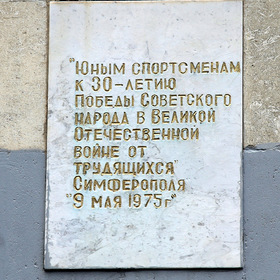 "Юным спортсменам
к 30-летию
Победы Советского
народа в Великой
Отечественной
войне от
трудящихся"
Симферополя
"9 мая 1975г"